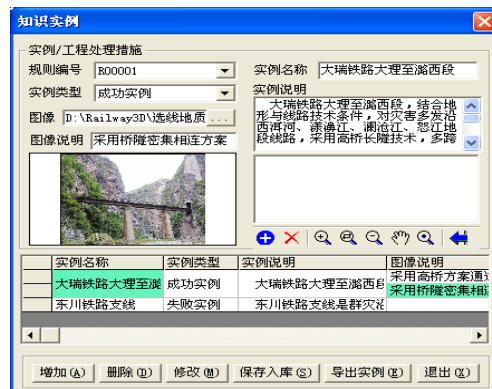 知识实例
实例/工程处理措施
规则编号 R00001
实例名称 大瑞铁路大理至潞西段
实例类型 成功实例
实例说明
大瑞铁路大理至潞西段，结合地
形与线路技术条件，对灾害多发沿
西洱河、漾濞江、澜沧江、怒江地
段线路，采用高桥长隧技术，多跨
图像 D:\Railway3D\选线地质 ...
图像说明 采用桥隧密集相连方案
实例名称 实例类型 实例说明 图像说明
大瑞铁路大理至潞 成功实例 大瑞铁路大理至潞西段 采用高桥方案通过
采用桥隧密集相连
东川铁路支线 失败实例 东川铁路支线是群灾
增加(A) 删除(D) 修改(M) 保存入库(S) 导出实例(E) 退出(X)